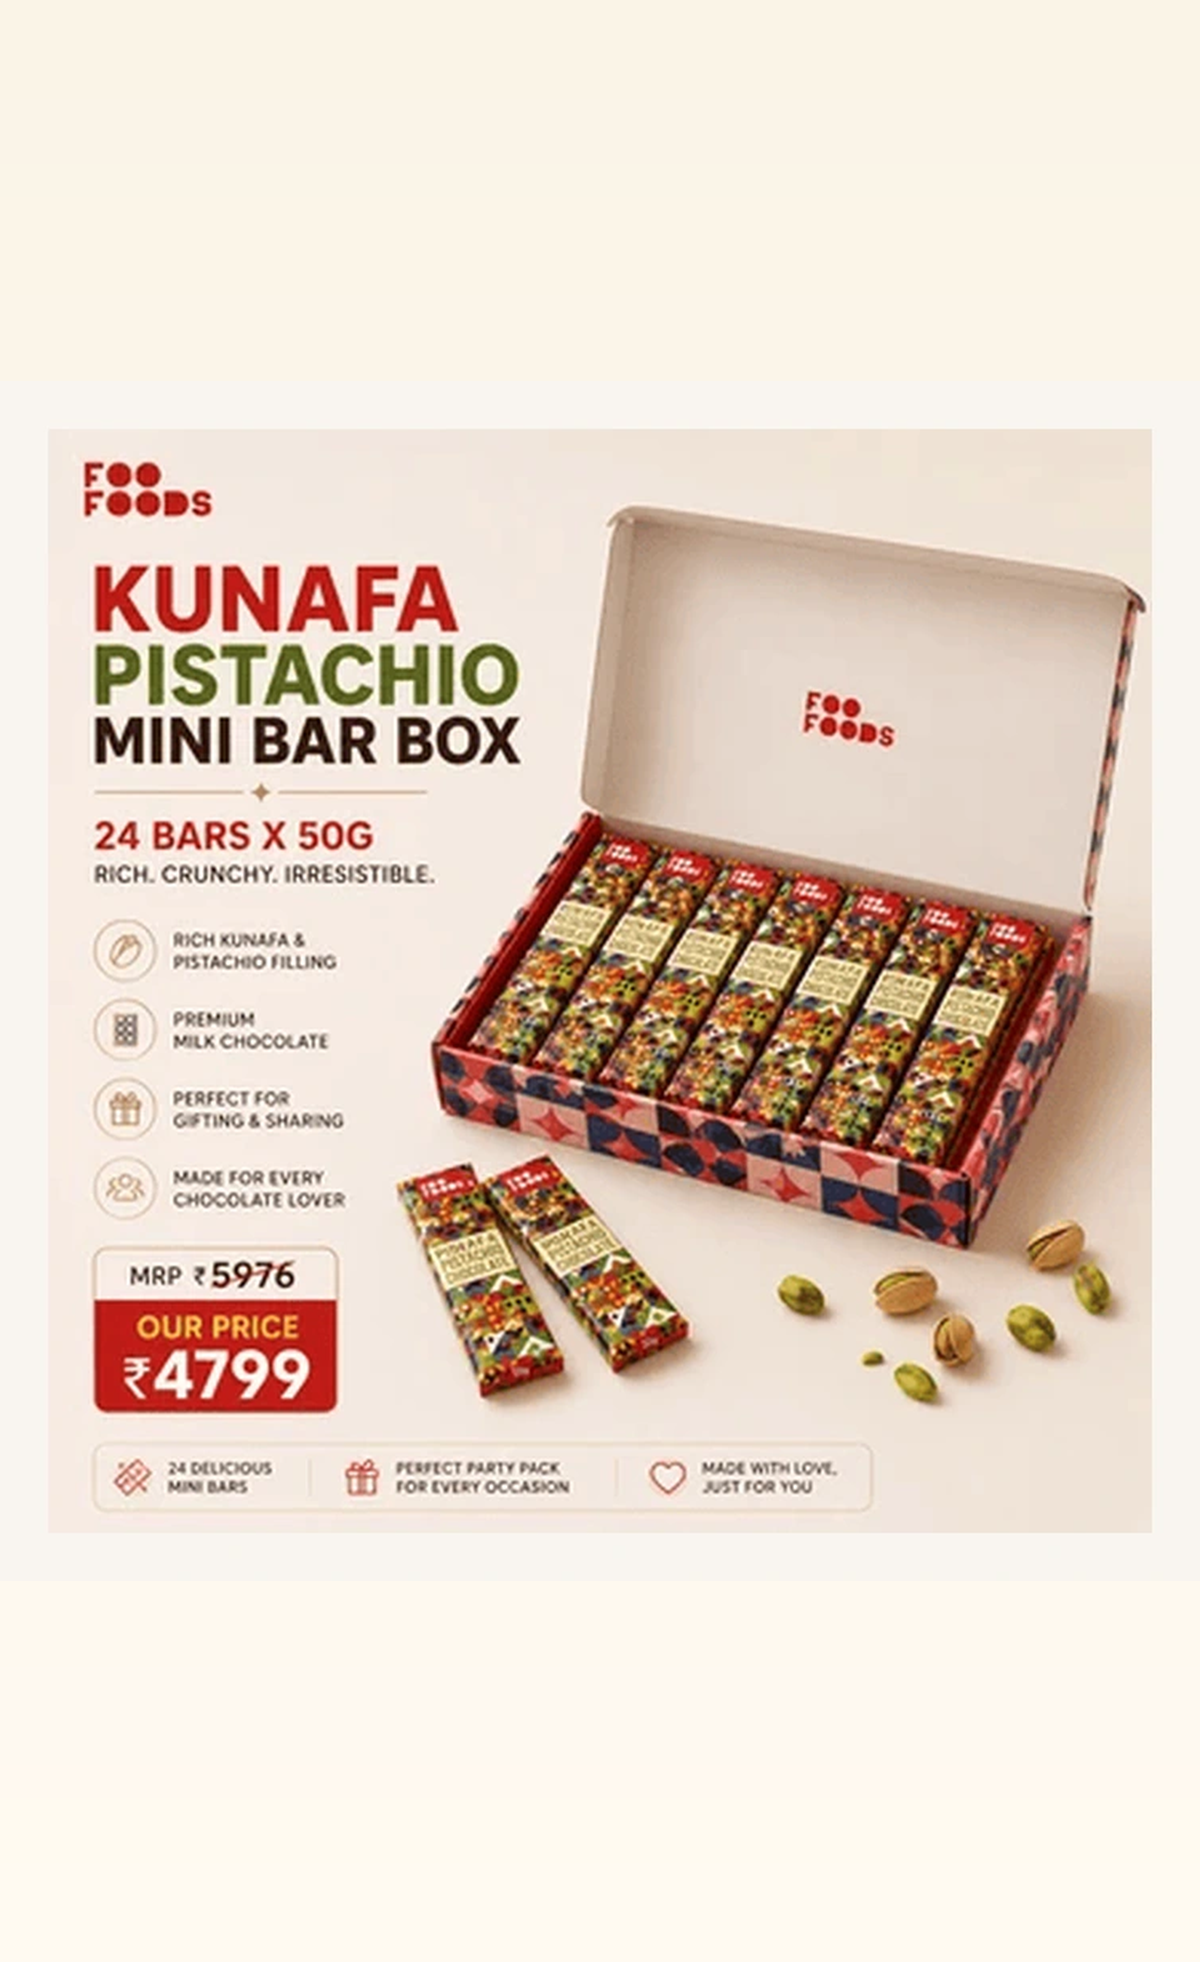 FOO
FOODS
KUNAFA
PISTACHIO
MINI BAR BOX
24 BARS X 50G
RICH. CRUNCHY. IRRESISTIBLE.
RICH KUNAFA &
PISTACHIO FILLING
PREMIUM
MILK CHOCOLATE
PERFECT FOR
GIFTING & SHARING
MADE FOR EVERY
CHOCOLATE LOVER
MRP ₹5976
OUR PRICE
₹4799
24 DELICIOUS
MINI BARS
PERFECT PARTY PACK
FOR EVERY OCCASION
MADE WITH LOVE,
JUST FOR YOU
FOO
FOODS